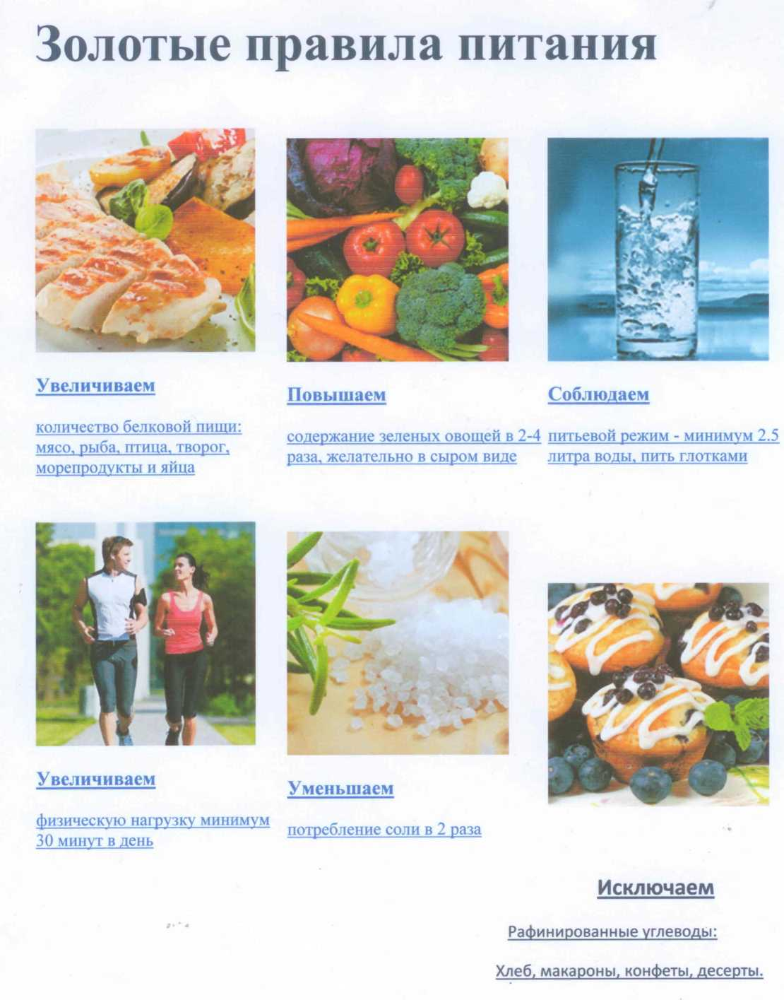 Золотые правила питания
Увеличиваем
количество белковой пищи:
мясо, рыба, птица, творог,
морепродукты и яйца
Повышаем
содержание зеленых овощей в 2-4
раза, желательно в сыром виде
Соблюдаем
питьевой режим - минимум 2.5
литра воды, пить глотками
Увеличиваем
физическую нагрузку минимум
30 минут в день
Уменьшаем
потребление соли в 2 раза
Исключаем
Рафинированные углеводы:
Хлеб, макароны, конфеты, десерты.